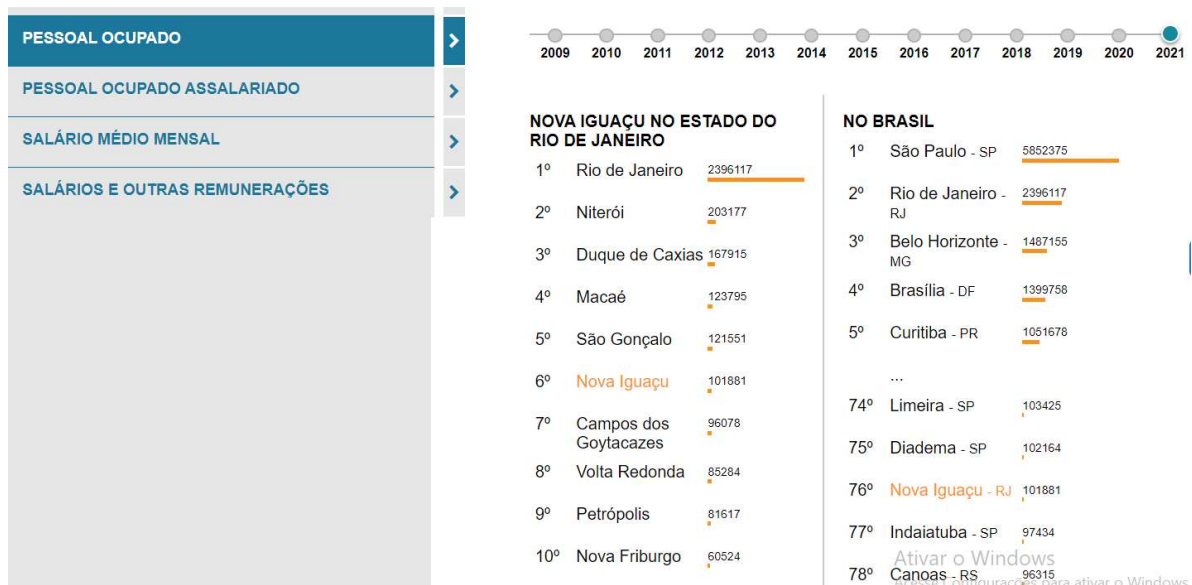 PESSOAL OCUPADO
PESSOAL OCUPADO ASSALARIADO
SALÁRIO MÉDIO MENSAL
SALÁRIOS E OUTRAS REMUNERAÇÕES
2009 2010 2011 2012 2013 2014 2015 2016 2017 2018 2019 2020 2021
NOVA IGUAÇU NO ESTADO DO
RIO DE JANEIRO
1º Rio de Janeiro 2396117
2º Niterói 203177
3º Duque de Caxias 167915
4º Macaé 123795
5º São Gonçalo 121551
6º Nova Iguaçu 101881
7º Campos dos 96078
Goytacazes
8º Volta Redonda 85284
9º Petrópolis 81617
10º Nova Friburgo 60524
NO BRASIL
1º São Paulo - SP 5852375
2º Rio de Janeiro - 2396117
RJ
3º Belo Horizonte - 1487155
MG
4º Brasília - DF 1399758
5º Curitiba - PR 1051678
...
74º Limeira - SP 103425
75º Diadema - SP 102164
76º Nova Iguaçu - RJ 101881
77º Indaiatuba - SP 97434
78º Canoas - RS 96315
Ativar o Windows
Acesse Configurações para ativar o Windows